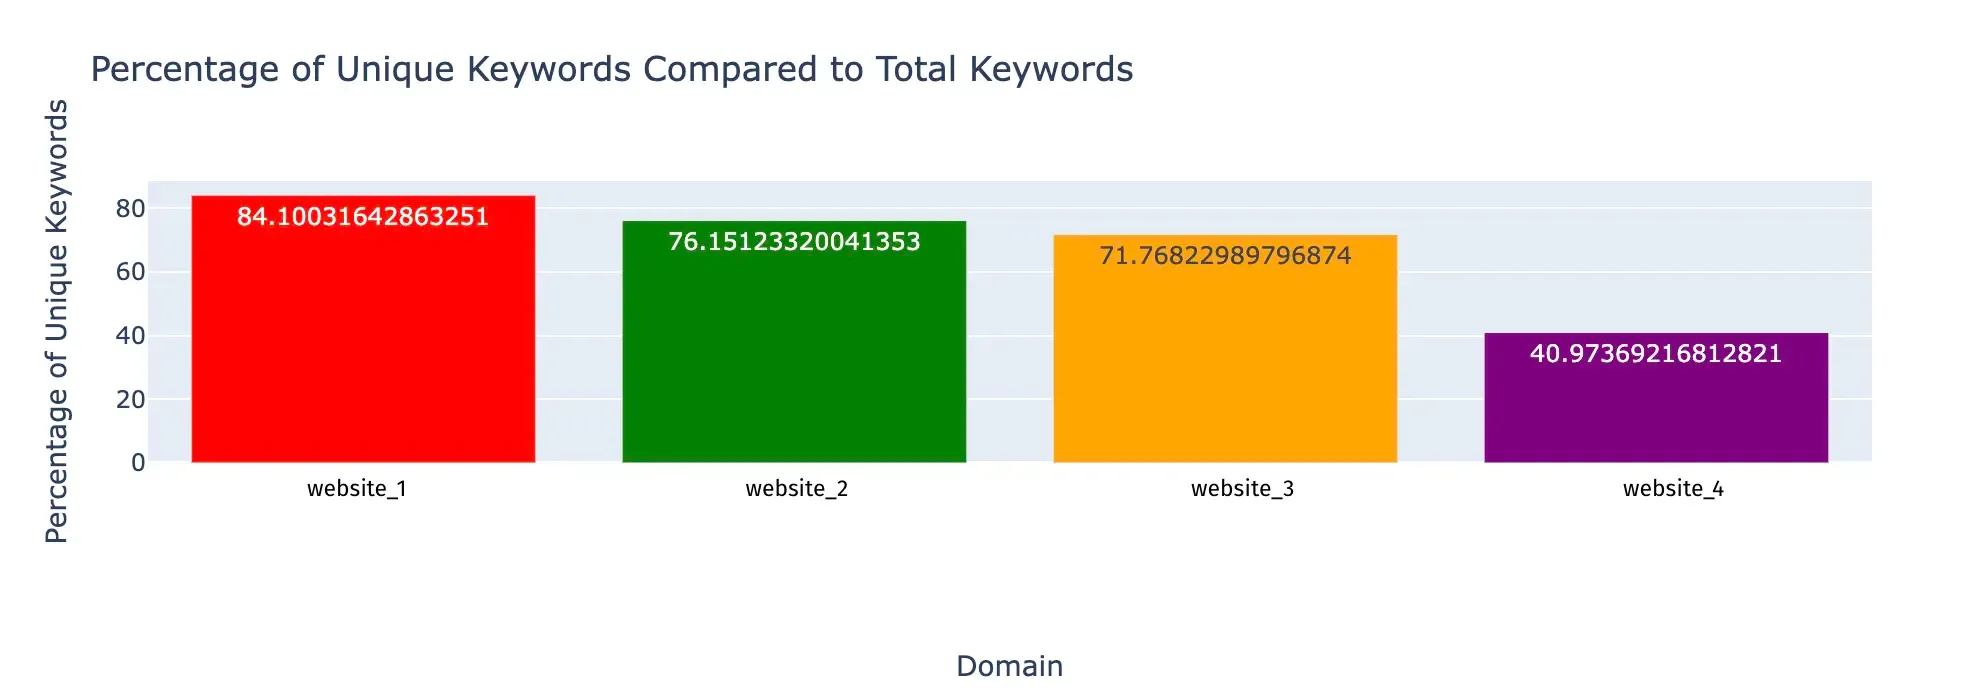 Percentage of Unique Keywords Compared to Total Keywords
Percentage of Unique Keywords
80
60
40
20
0
84.10031642863251
76.15123320041353
71.76822989796874
40.97369216812821
website_1
website_2
website_3
website_4
Domain